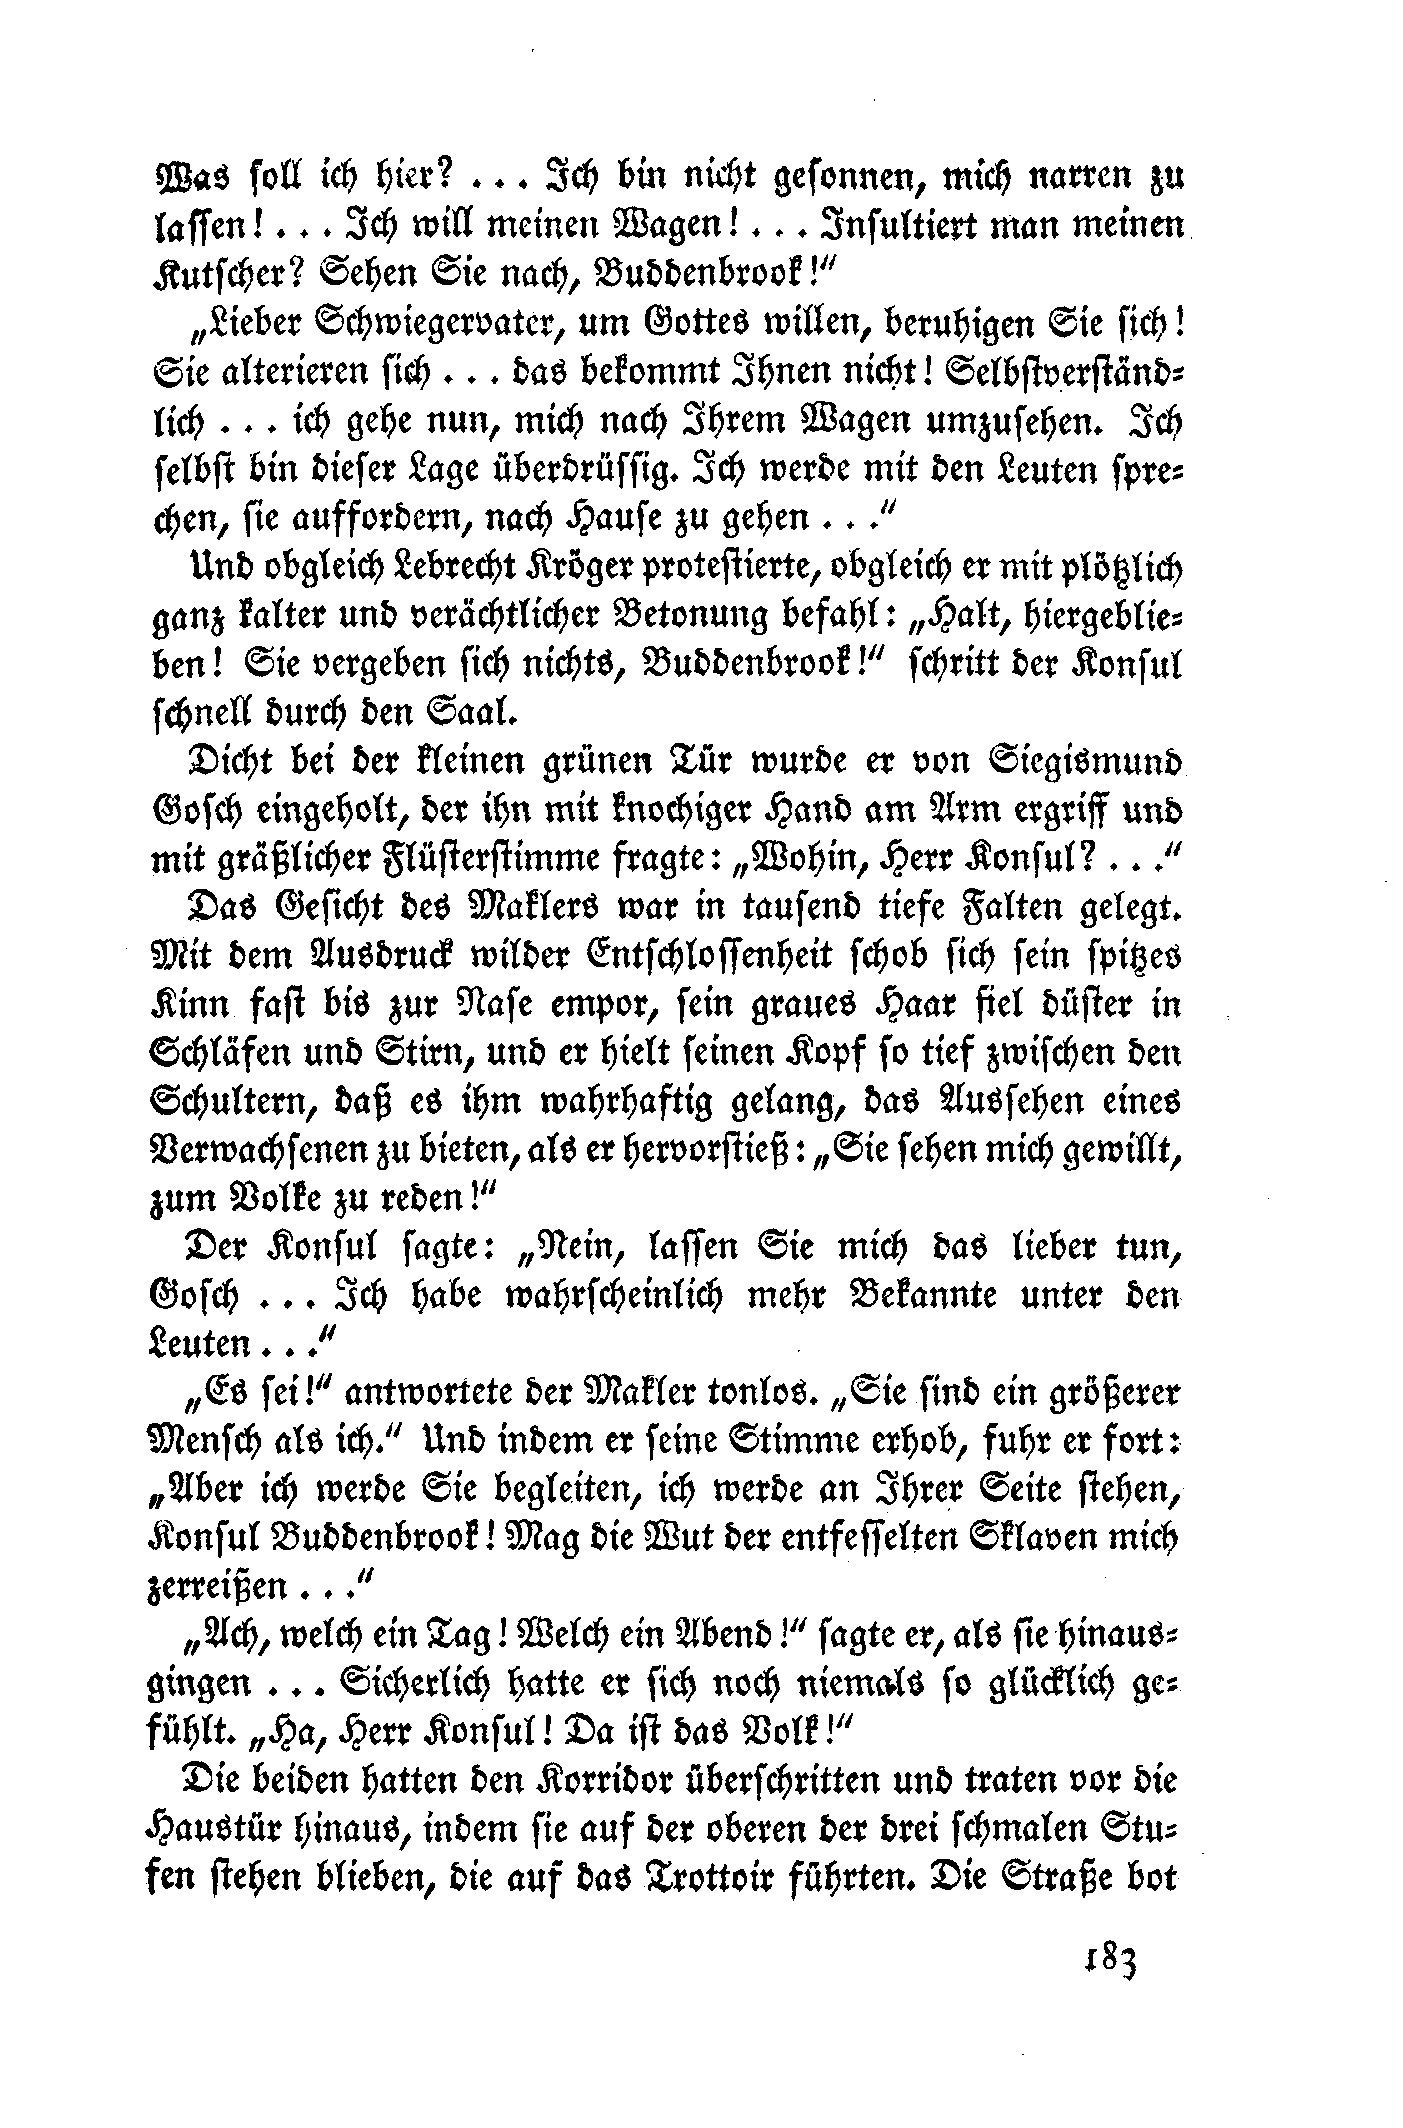 Was soll ich hier? . . . Ich bin nicht gesonnen, mich narren zu
lassen! . . . Ich will meinen Wagen! . . . Insultiert man meinen
Kutscher? Sehen Sie nach, Buddenbrook!“
„Lieber Schwiegervater, um Gottes willen, beruhigen Sie sich!
Sie alterieren sich . . . das bekommt Ihnen nicht! Selbstverständ-
lich . . . ich gehe nun, mich nach Ihrem Wagen umzusehen. Ich
selbst bin dieser Lage überdrüssig. Ich werde mit den Leuten spre-
chen, sie auffordern, nach Hause zu gehen . . .“
Und obgleich Lebrecht Kröger protestierte, obgleich er mit plötzlich
ganz kalter und verächtlicher Betonung befahl: „Halt, hiergeblie-
ben! Sie vergeben sich nichts, Buddenbrook!“ schritt der Konsul
schnell durch den Saal.
Dicht bei der kleinen grünen Tür wurde er von Siegismund
Gosch eingeholt, der ihn mit knochiger Hand am Arm ergriff und
mit gräßlicher Flüsterstimme fragte: „Wohin, Herr Konsul? . . .“
Das Gesicht des Maklers war in tausend tiefe Falten gelegt.
Mit dem Ausdruck wilder Entschlossenheit schob sich sein spitzes
Kinn fast bis zur Nase empor, sein graues Haar fiel düster in
Schläfen und Stirn, und er hielt seinen Kopf so tief zwischen den
Schultern, daß es ihm wahrhaftig gelang, das Aussehen eines
Verwachsenen zu bieten, als er hervorstieß: „Sie sehen mich gewillt,
zum Volke zu reden!“
Der Konsul sagte: „Nein, lassen Sie mich das lieber tun,
Gosch . . . Ich habe wahrscheinlich mehr Bekannte unter den
Leuten . . .“
„Es sei!“ antwortete der Makler tonlos. „Sie sind ein größerer
Mensch als ich.“ Und indem er seine Stimme erhob, fuhr er fort:
„Aber ich werde Sie begleiten, ich werde an Ihrer Seite stehen,
Konsul Buddenbrook! Mag die Wut der entfesselten Sklaven mich
zerreißen . . .“
„Ach, welch ein Tag! Welch ein Abend!“ sagte er, als sie hinaus-
gingen . . . Sicherlich hatte er sich noch niemals so glücklich ge-
fühlt. „Ha, Herr Konsul! Da ist das Volk!“
Die beiden hatten den Korridor überschritten und traten vor die
Haustür hinaus, indem sie auf der oberen der drei schmalen Stu-
fen stehen blieben, die auf das Trottoir führten. Die Straße bot
183